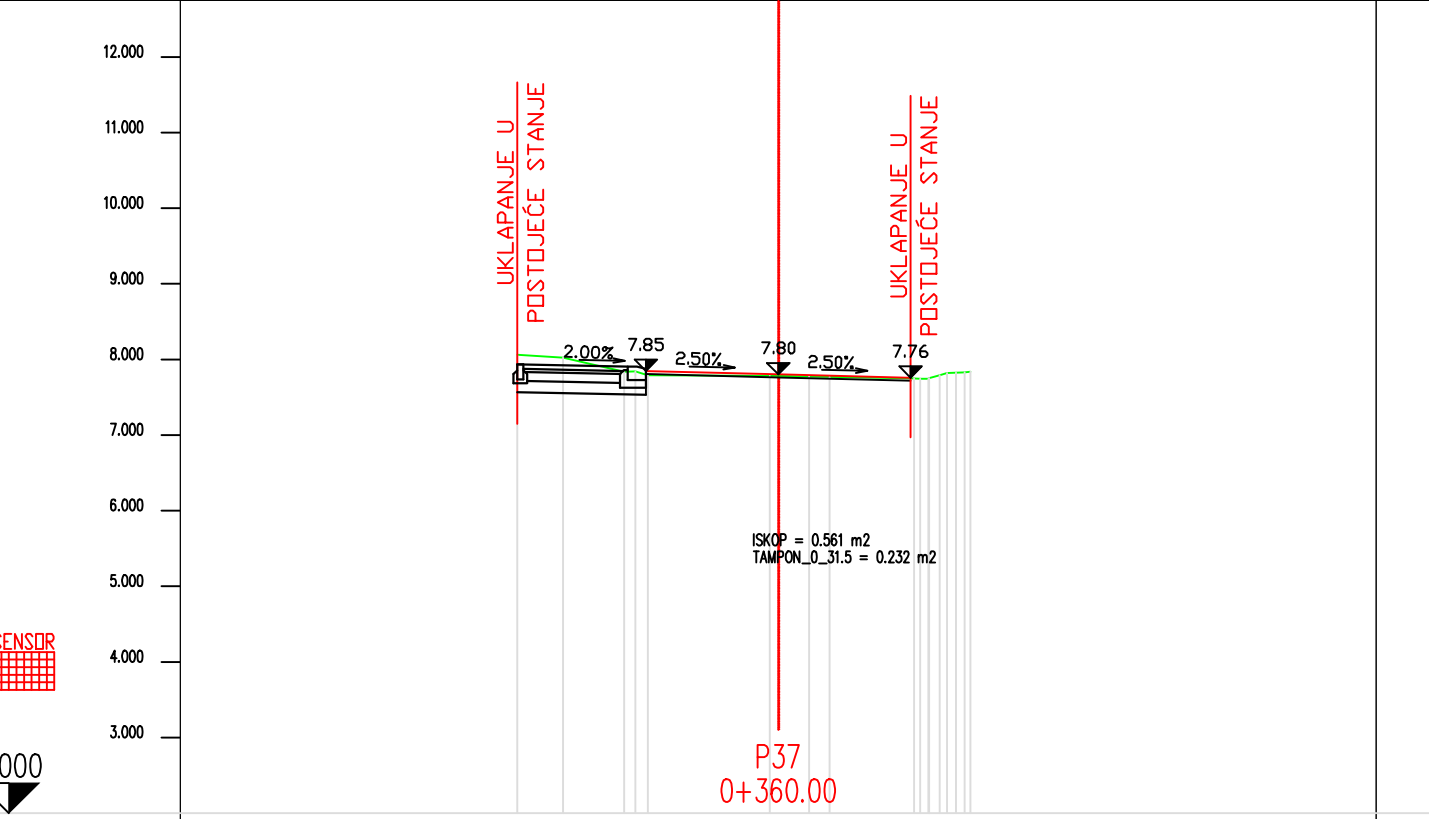 12.000
11.000
10.000
9.000
8.000
7.000
6.000
5.000
4.000
3.000
UKLAPANJE U
POSTOJEĆE STANJE
UKLAPANJE U
POSTOJEĆE STANJE
2.00%
7.85
2.50%
7.80
2.50%
7.76
ISKOP = 0.561 m2
TAMPON_0_31.5 = 0.232 m2
P37
0+360.00
ENSOR
000